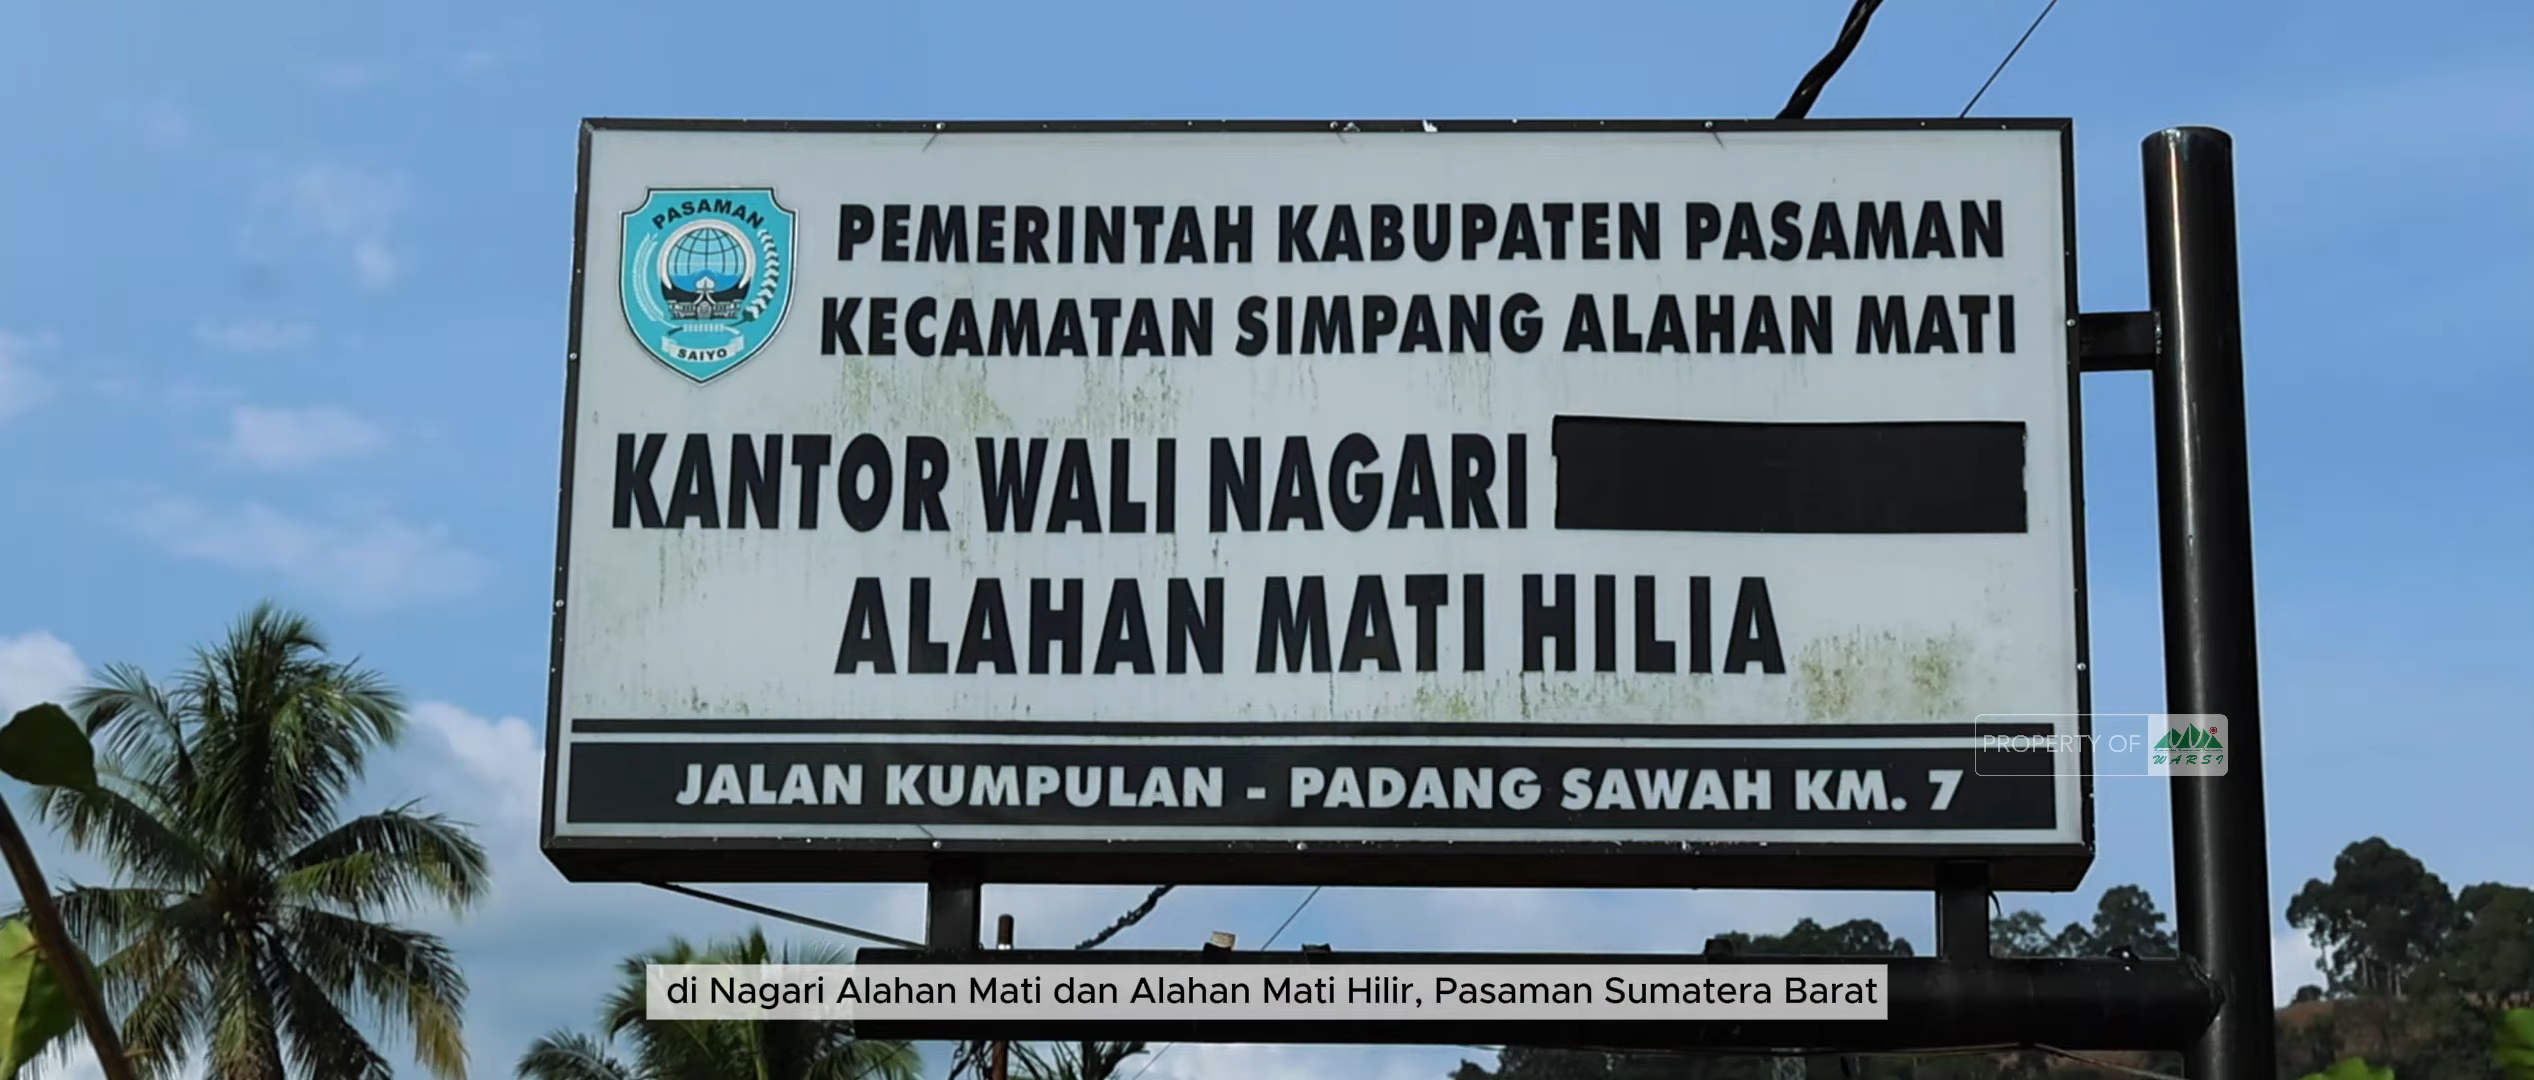 PASAMAN
SAIYO
PEMERINTAH KABUPATEN PASAMAN
KECAMATAN SIMPANG ALAHAN MATI
KANTOR WALI NAGARI
ALAHAN MATI HILIA
JALAN KUMPULAN - PADANG SAWAH KM. 7
PROPERTY OF
WARSI
di Nagari Alahan Mati dan Alahan Mati Hilir, Pasaman Sumatera Barat